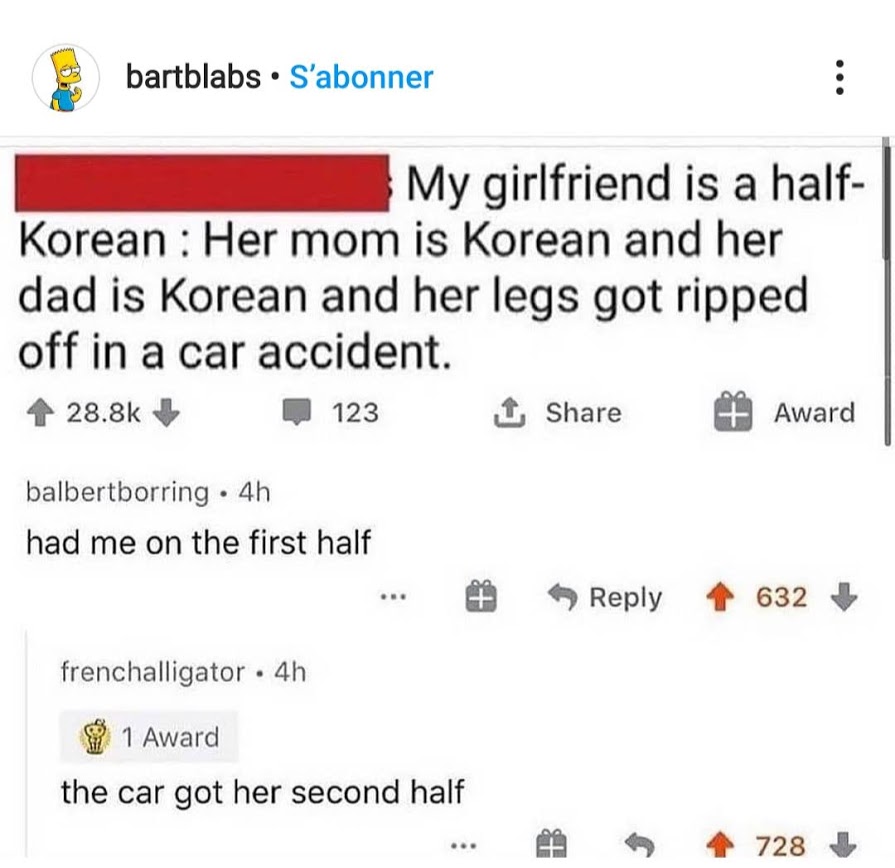 bartblabs • S'abonner
My girlfriend is a half-
Korean : Her mom is Korean and her
dad is Korean and her legs got ripped
off in a car accident.
28.8k 123 Share Award
balbertborring • 4h
had me on the first half
... Reply 632
frenchalligator • 4h
1 Award
the car got her second half
... 728